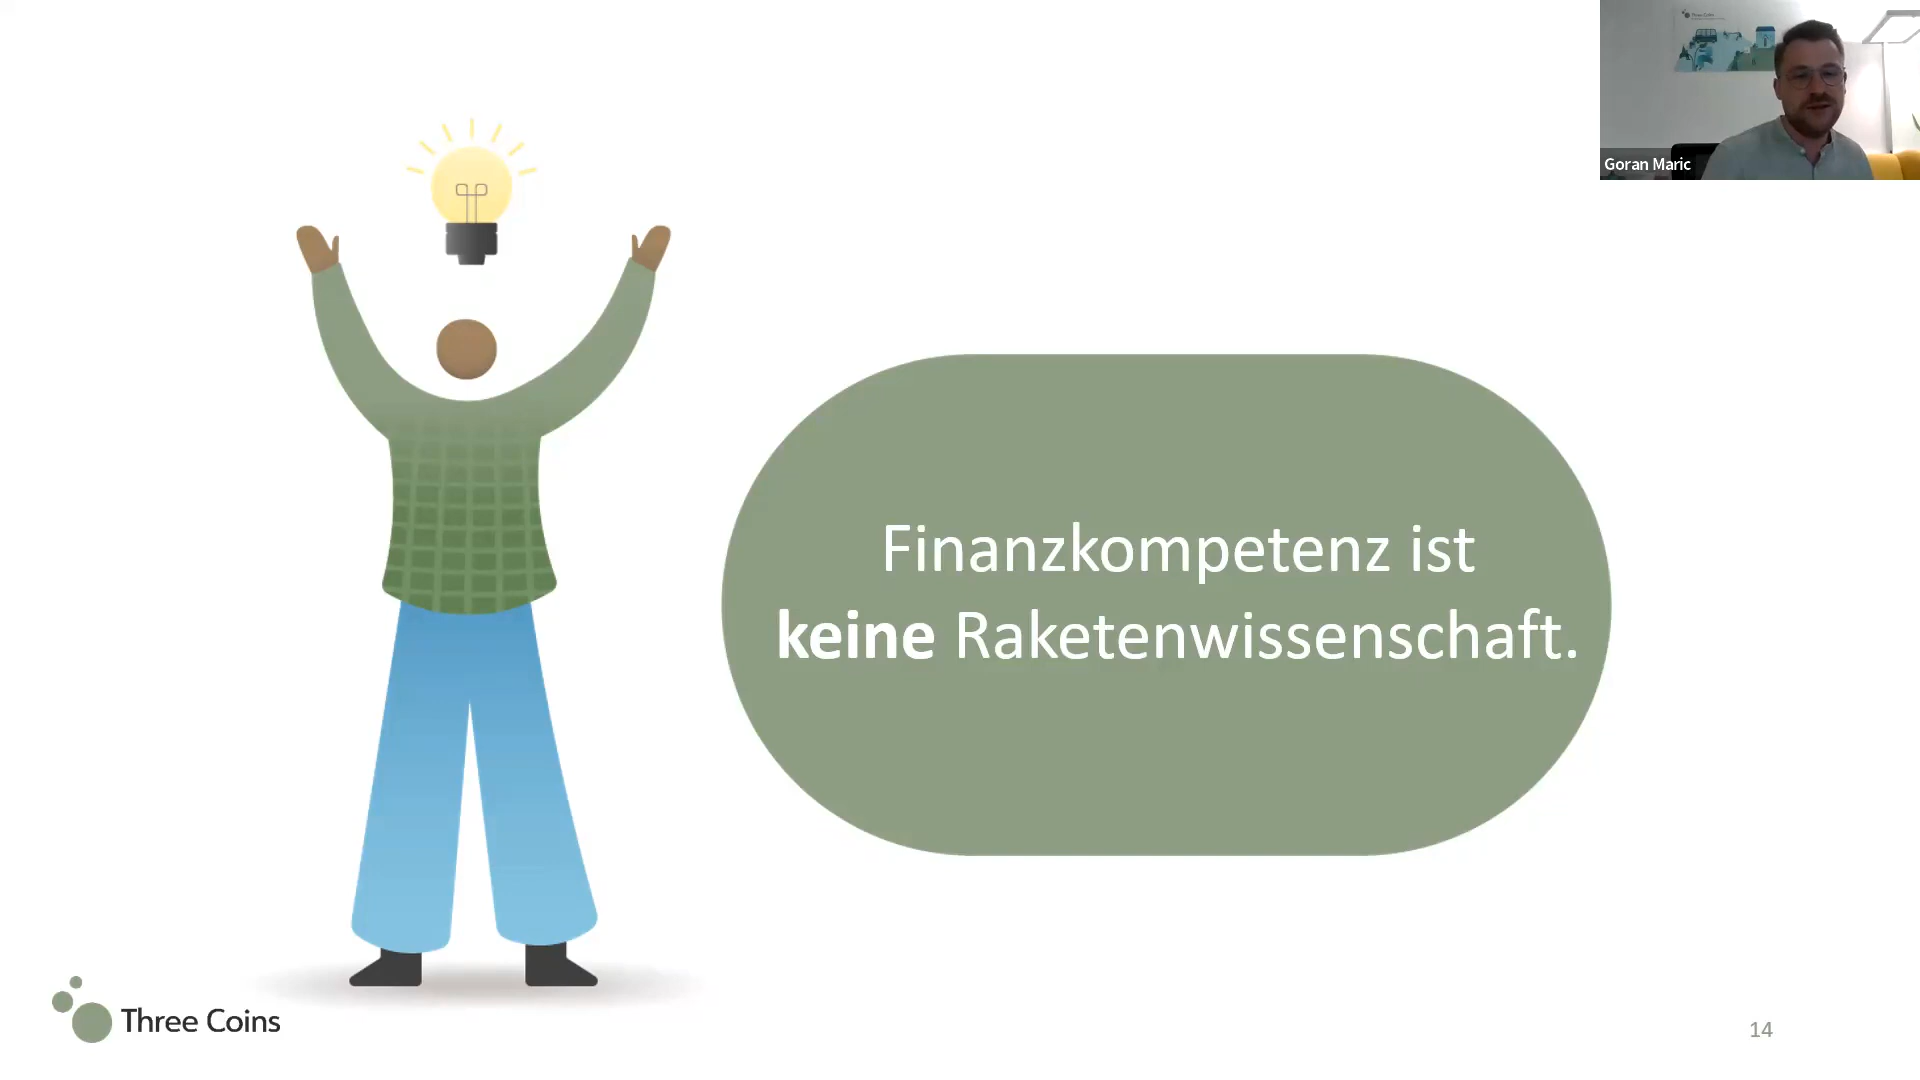 Goran Maric
Finanzkompetenz ist
keine Raketenwissenschaft.
Three Coins
14